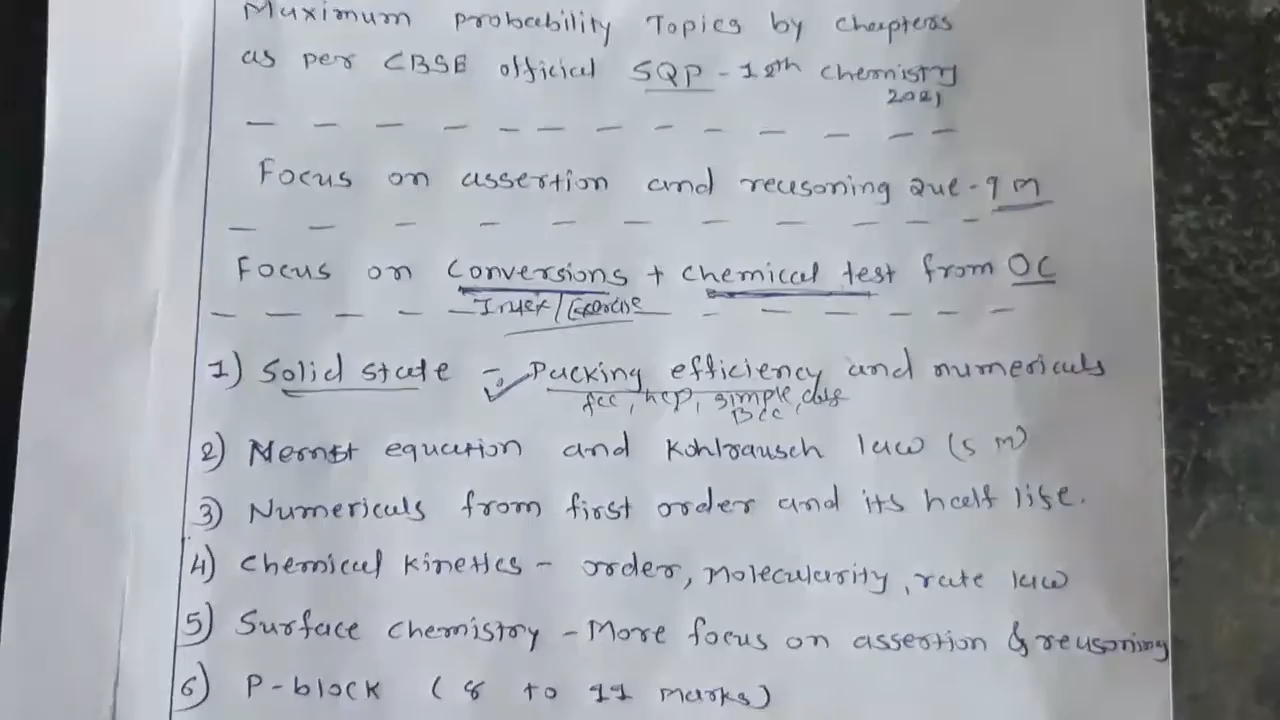 Maximum probability Topics by chapters
as per CBSE official SQP - 12th chemistry
2021
Focus on assertion and reasoning Que - 9 m
Focus on conversions + chemical test from OC
Intext / Exercise
1) Solid state - Packing efficiency and numericals
fcc, hcp, simple,
Bcc
2) Nernst equation and Kohlrausch law (5 m)
3) Numericals from first order and its half life.
4) Chemical kinetics - order, molecularity, rate law
5) Surface chemistry - More focus on assertion & reasoning
6) P-block (8 to 11 marks)